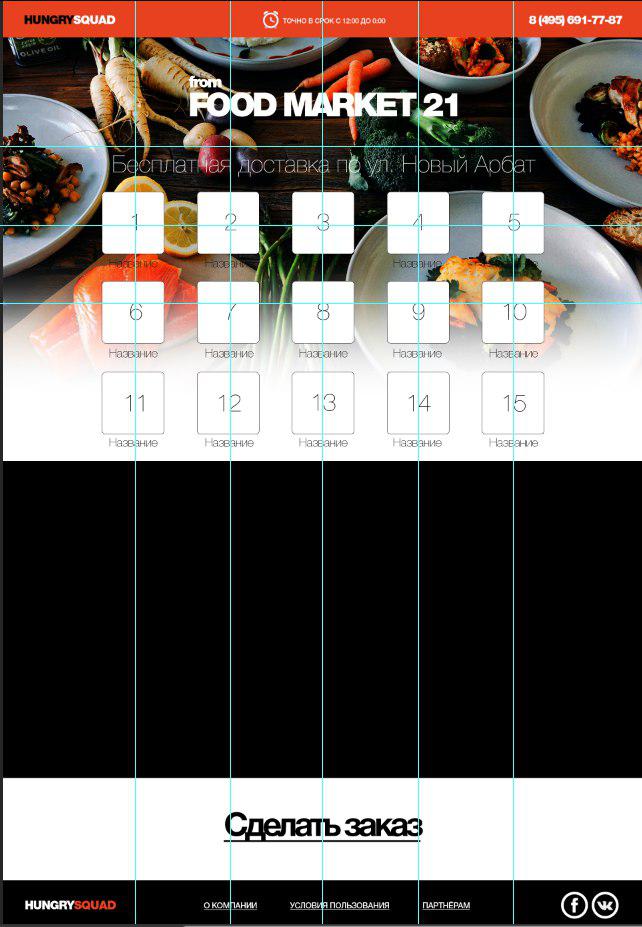 HUNGRYSQUAD ТОЧНО В СРОК С 12:00 ДО 0:00 8 (495) 691-77-87
OLIVE OIL
from
FOOD MARKET 21
Бесплатная доставка по ул. Новый Арбат
1 2 3 4 5
Название Название Название Название Название
6 7 8 9 10
Название Название Название Название Название
11 12 13 14 15
Название Название Название Название Название
Сделать заказ
HUNGRYSQUAD О КОМПАНИИ УСЛОВИЯ ПОЛЬЗОВАНИЯ ПАРТНЁРАМ